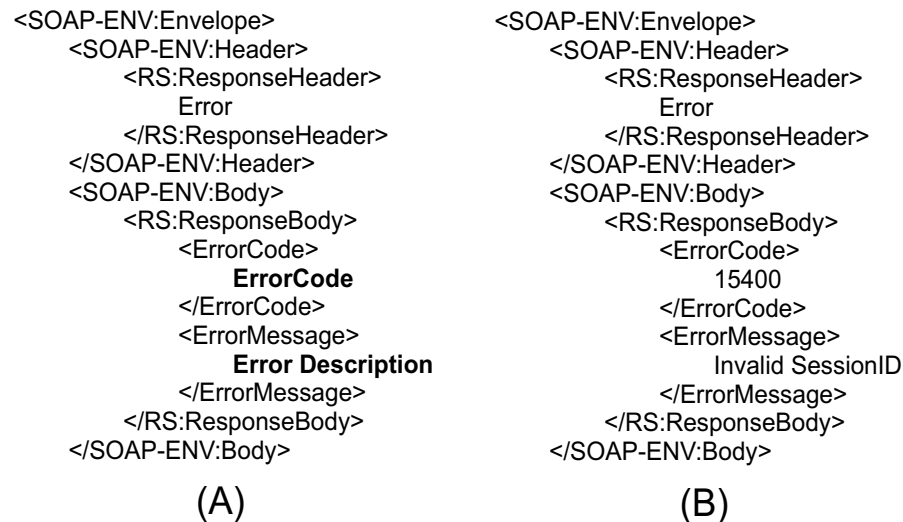 <SOAP-ENV:Envelope>
<SOAP-ENV:Header>
<RS:ResponseHeader>
Error
</RS:ResponseHeader>
</SOAP-ENV:Header>
<SOAP-ENV:Body>
<RS:ResponseBody>
<ErrorCode>
ErrorCode
</ErrorCode>
<ErrorMessage>
Error Description
</ErrorMessage>
</RS:ResponseBody>
</SOAP-ENV:Body>
(A)
<SOAP-ENV:Envelope>
<SOAP-ENV:Header>
<RS:ResponseHeader>
Error
</RS:ResponseHeader>
</SOAP-ENV:Header>
<SOAP-ENV:Body>
<RS:ResponseBody>
<ErrorCode>
15400
</ErrorCode>
<ErrorMessage>
Invalid SessionID
</ErrorMessage>
</RS:ResponseBody>
</SOAP-ENV:Body>
(B)